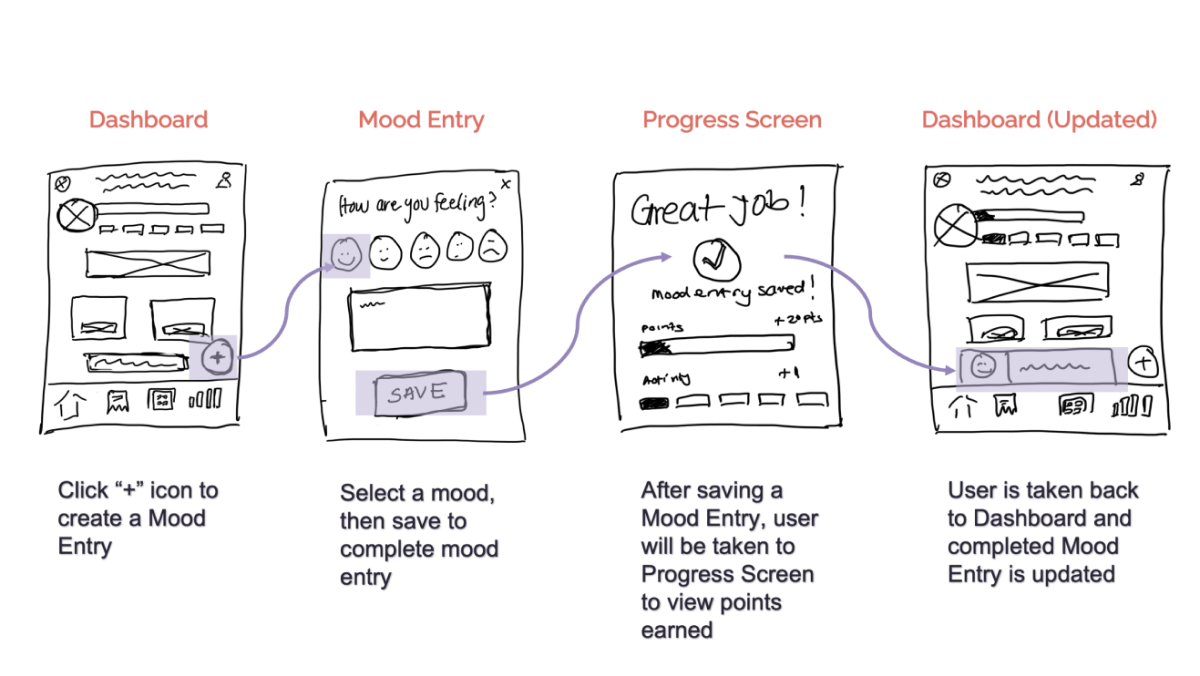 Dashboard
Mood Entry
Progress Screen
Dashboard (Updated)
How are you feeling?
x
SAVE
Great job!
Mood entry saved!
points +20pts
Activity +1
Click “+” icon to
create a Mood
Entry
Select a mood,
then save to
complete mood
entry
After saving a
Mood Entry, user
will be taken to
Progress Screen
to view points
earned
User is taken back
to Dashboard and
completed Mood
Entry is updated